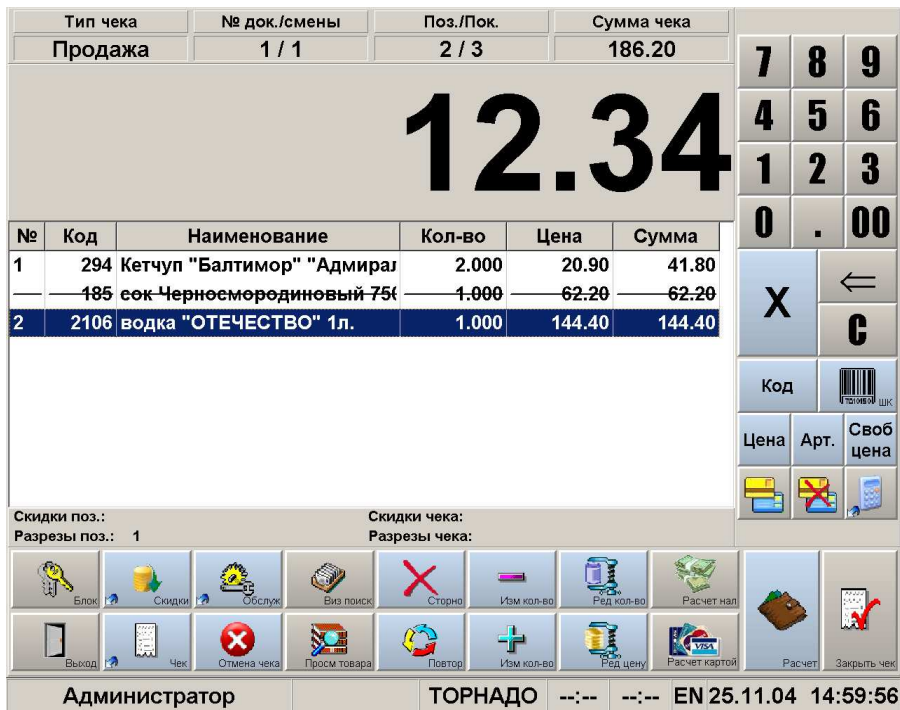 Тип чека № док./смены Поз./Пок. Сумма чека
Продажа 1 / 1 2 / 3 186.20
12.34
7 8 9
4 5 6
1 2 3
0 . 00
X ⇐
C
Код ШК
Цена Арт. Своб цена
№ Код Наименование Кол-во Цена Сумма
1 294 Кетчуп "Балтимор" "Адмирал 2.000 20.90 41.80
185 сок Черносмородиновый 750 1.000 62.20 62.20
2 2106 водка "ОТЕЧЕСТВО" 1л. 1.000 144.40 144.40
Скидки поз.: Скидки чека:
Разрезы поз.: 1 Разрезы чека:
Блок Скидки Обслуж Виз поиск Сторно Изм кол-во Ред кол-во Расчет нал
Выход Чек Отмена чека Просм товара Повтор Изм кол-во Ред цену VISA Расчет картой Расчет Закрыть чек
Администратор ТОРНАДО --:-- --:-- EN 25.11.04 14:59:56